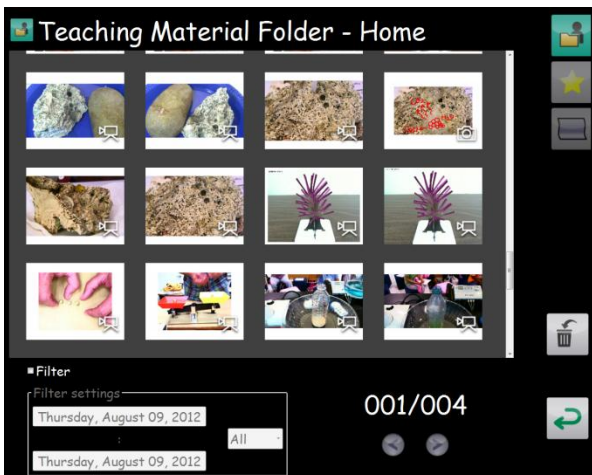 Teaching Material Folder - Home
Filter
Filter settings
Thursday, August 09, 2012
:
All
Thursday, August 09, 2012
001/004